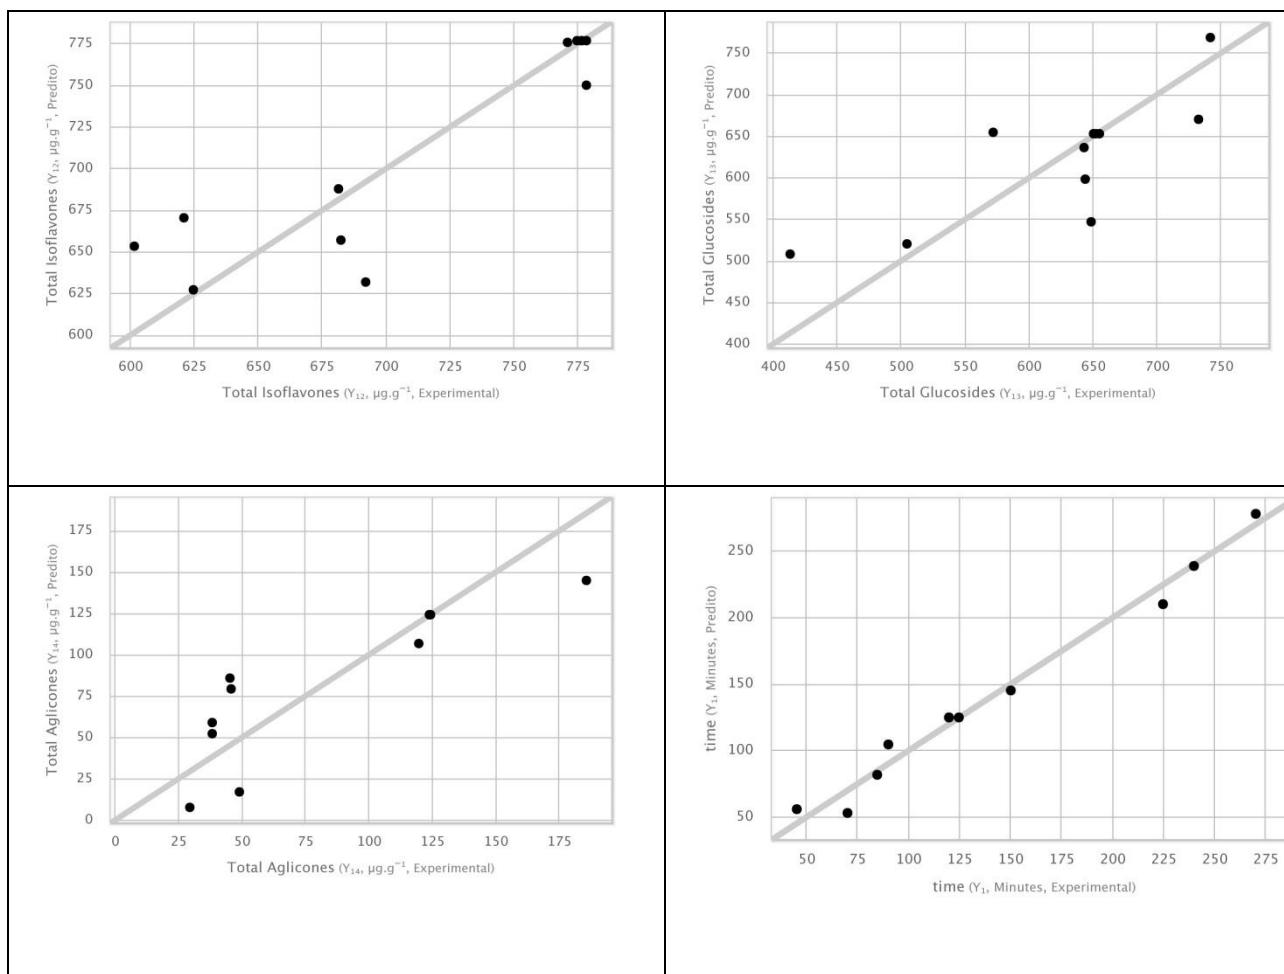 775
750
725
700
675
650
625
600
Total Isoflavones (Y₁₂, µg.g⁻¹, Predito)
600 625 650 675 700 725 750 775
Total Isoflavones (Y₁₂, µg.g⁻¹, Experimental)
750
700
650
600
550
500
450
400
Total Glucosides (Y₁₃, µg.g⁻¹, Predito)
400 450 500 550 600 650 700 750
Total Glucosides (Y₁₃, µg.g⁻¹, Experimental)
175
150
125
100
75
50
25
0
Total Aglicones (Y₁₄, µg.g⁻¹, Predito)
0 25 50 75 100 125 150 175
Total Aglicones (Y₁₄, µg.g⁻¹, Experimental)
250
200
150
100
50
time (Y₁, Minutes, Predito)
50 75 100 125 150 175 200 225 250 275
time (Y₁, Minutes, Experimental)